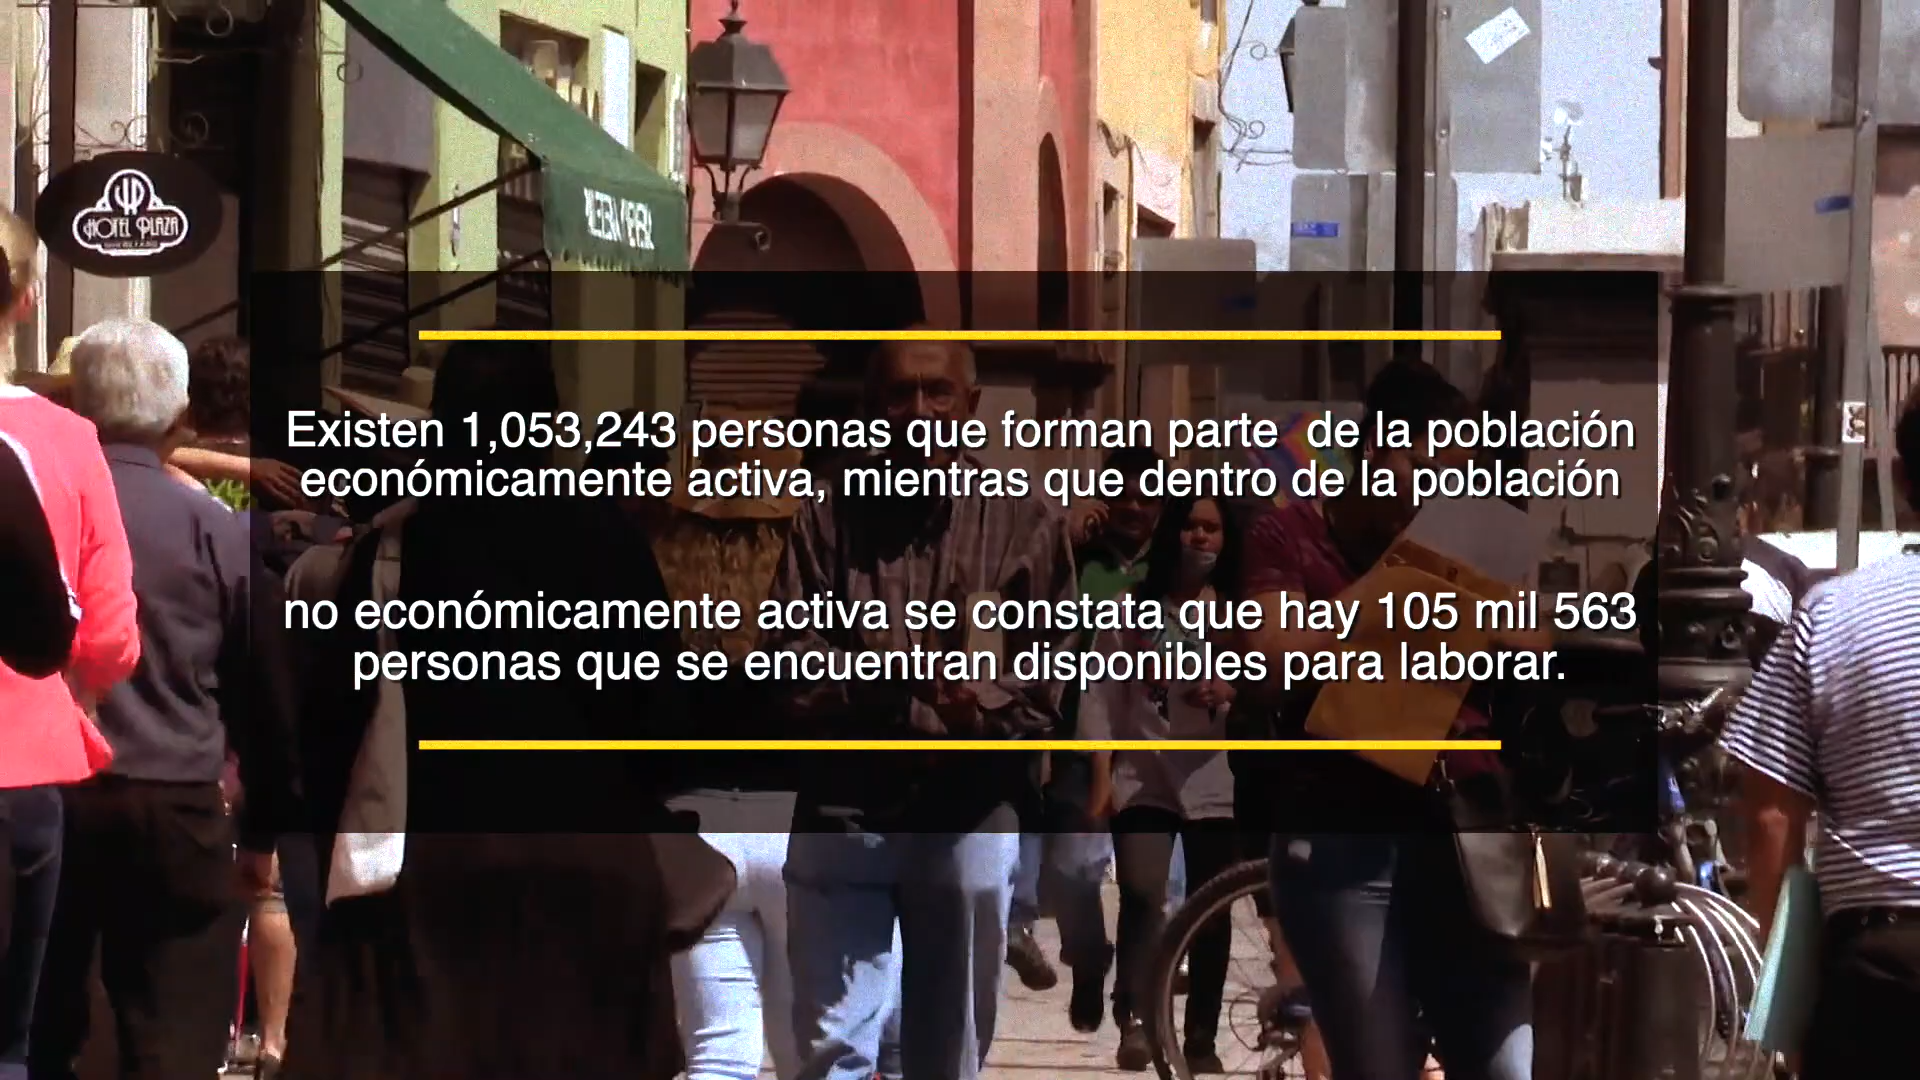 HOTEL PLAZA
Existen 1,053,243 personas que forman parte  de la población
económicamente activa, mientras que dentro de la población
no económicamente activa se constata que hay 105 mil 563
personas que se encuentran disponibles para laborar.